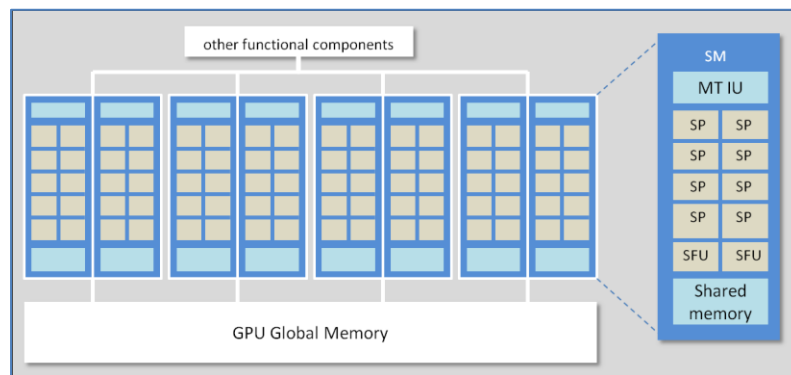 other functional components
SM
MT IU
SP SP
SP SP
SP SP
SP SP
SFU SFU
Shared
memory
GPU Global Memory